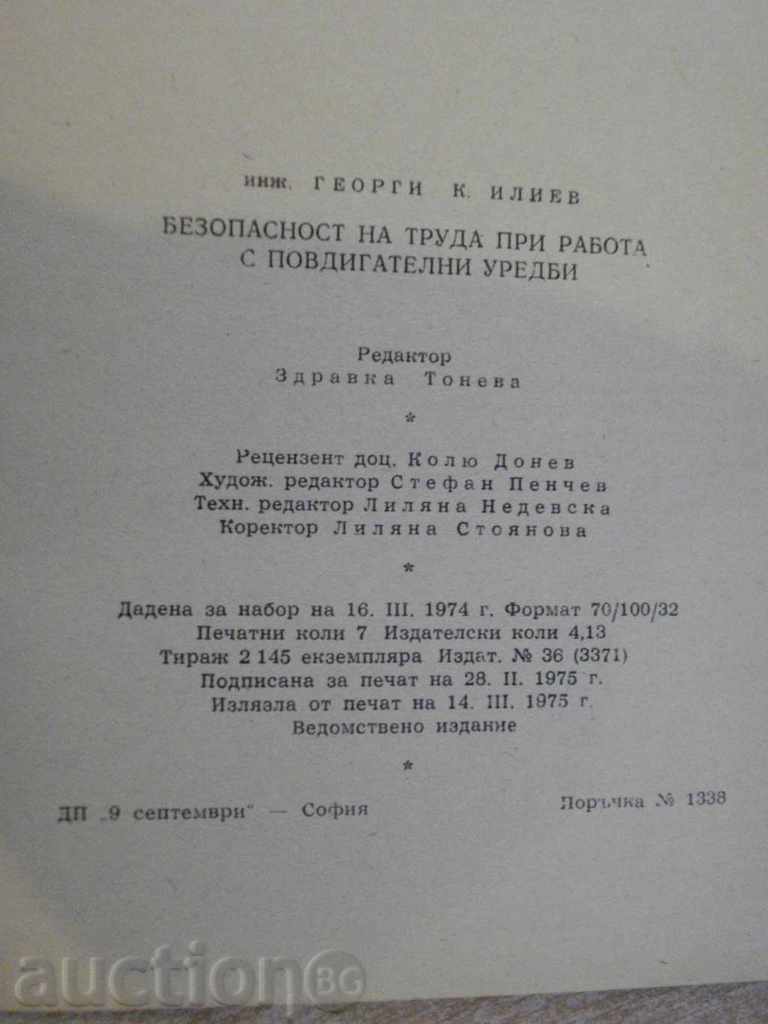 инж. ГЕОРГИ К. ИЛИЕВ
БЕЗОПАСНОСТ НА ТРУДА ПРИ РАБОТА
С ПОВДИГАТЕЛНИ УРЕДБИ
Редактор
Здравка Тонева
*
Рецензент доц. Колю Донев
Худож. редактор Стефан Пенчев
Техн. редактор Лиляна Недевска
Коректор Лиляна Стоянова
*
Дадена за набор на 16. III. 1974 г. Формат 70/100/32
Печатни коли 7 Издателски коли 4,13
Тираж 2 145 екземпляра Издат. № 36 (3371)
Подписана за печат на 28. II. 1975 г.
Излязла от печат на 14. III. 1975 г.
Ведомствено издание
*
ДП „9 септември" — София Поръчка № 1338
auctionBG